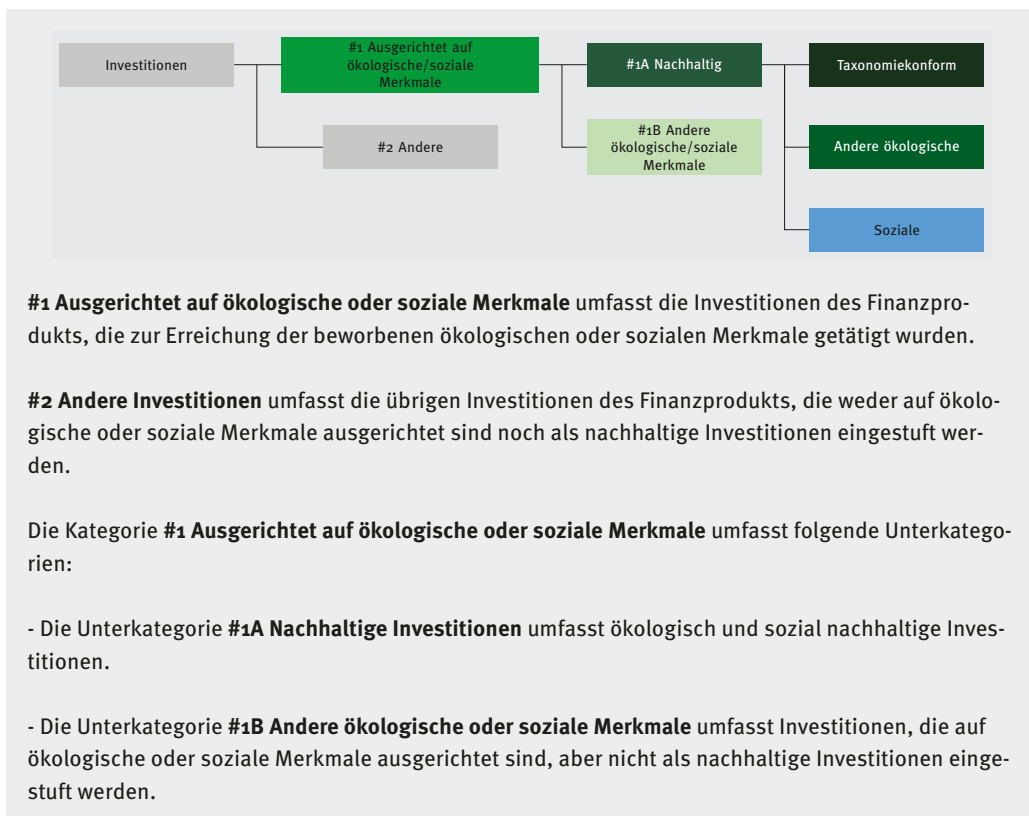 Investitionen
#1 Ausgerichtet auf
ökologische/soziale
Merkmale
#1A Nachhaltig
Taxonomiekonform
#2 Andere
#1B Andere
ökologische/soziale
Merkmale
Andere ökologische
Soziale
#1 Ausgerichtet auf ökologische oder soziale Merkmale umfasst die Investitionen des Finanzpro-
dukts, die zur Erreichung der beworbenen ökologischen oder sozialen Merkmale getätigt wurden.
#2 Andere Investitionen umfasst die übrigen Investitionen des Finanzprodukts, die weder auf ökolo-
gische oder soziale Merkmale ausgerichtet sind noch als nachhaltige Investitionen eingestuft wer-
den.
Die Kategorie #1 Ausgerichtet auf ökologische oder soziale Merkmale umfasst folgende Unterkatego-
rien:
- Die Unterkategorie #1A Nachhaltige Investitionen umfasst ökologisch und sozial nachhaltige Inves-
titionen.
- Die Unterkategorie #1B Andere ökologische oder soziale Merkmale umfasst Investitionen, die auf
ökologische oder soziale Merkmale ausgerichtet sind, aber nicht als nachhaltige Investitionen einge-
stuft werden.